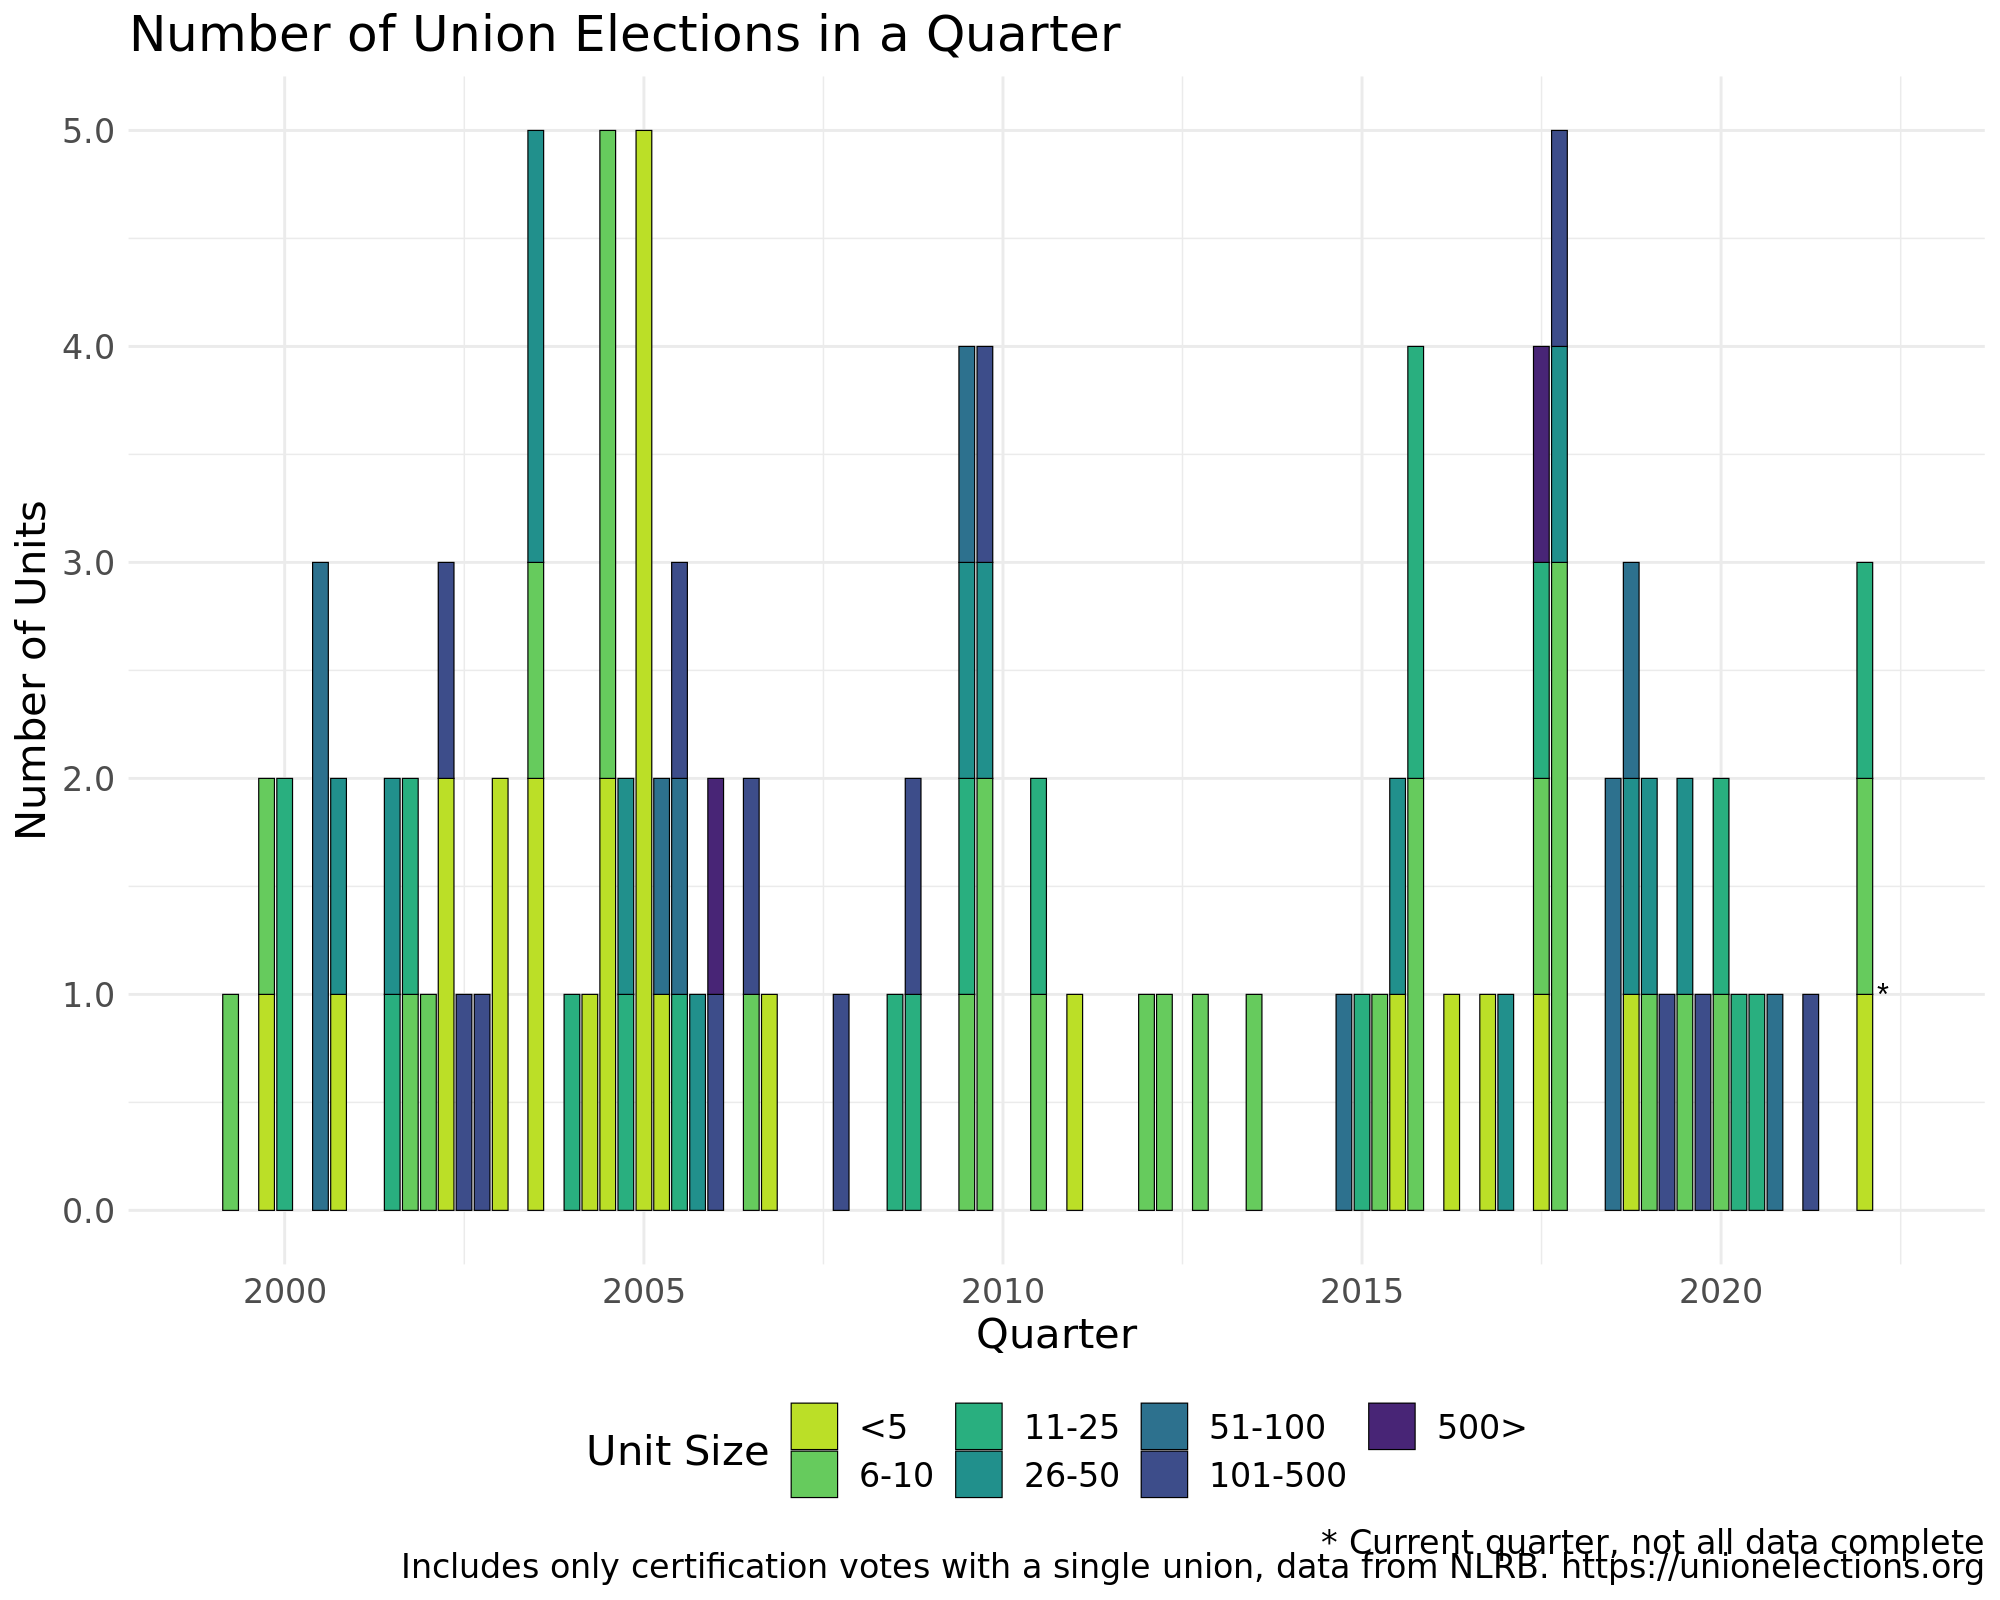 Number of Union Elections in a Quarter
Number of Units
5.0
4.0
3.0
2.0
1.0
0.0
*
2000 2005 2010 2015 2020
Quarter
Unit Size
<5 11-25 51-100 500>
6-10 26-50 101-500
* Current quarter, not all data complete
Includes only certification votes with a single union, data from NLRB. https://unionelections.org